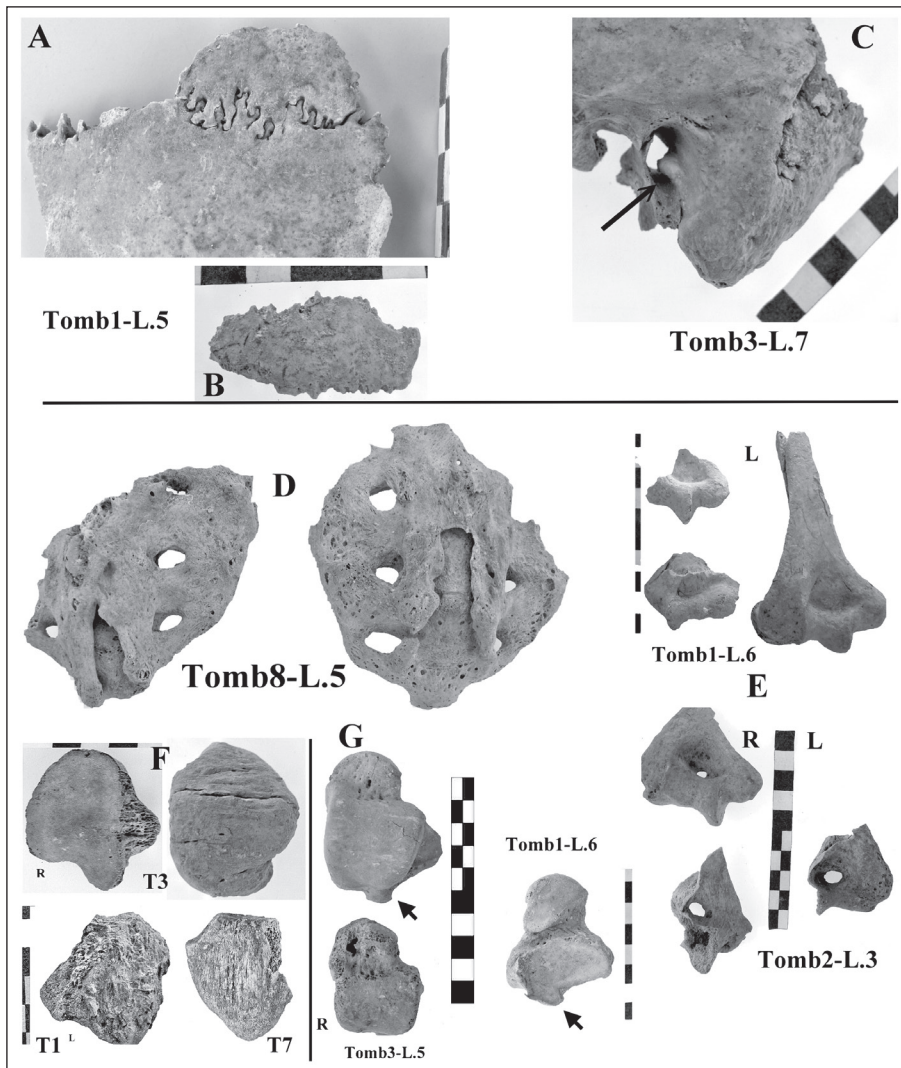 A
C
Tomb1-L.5
Tomb3-L.7
B
D
L
Tomb8-L.5
Tomb1-L.6
E
F
G
R
L
R
T3
Tomb1-L.6
Tomb2-L.3
R
T1 L
T7
Tomb3-L.5